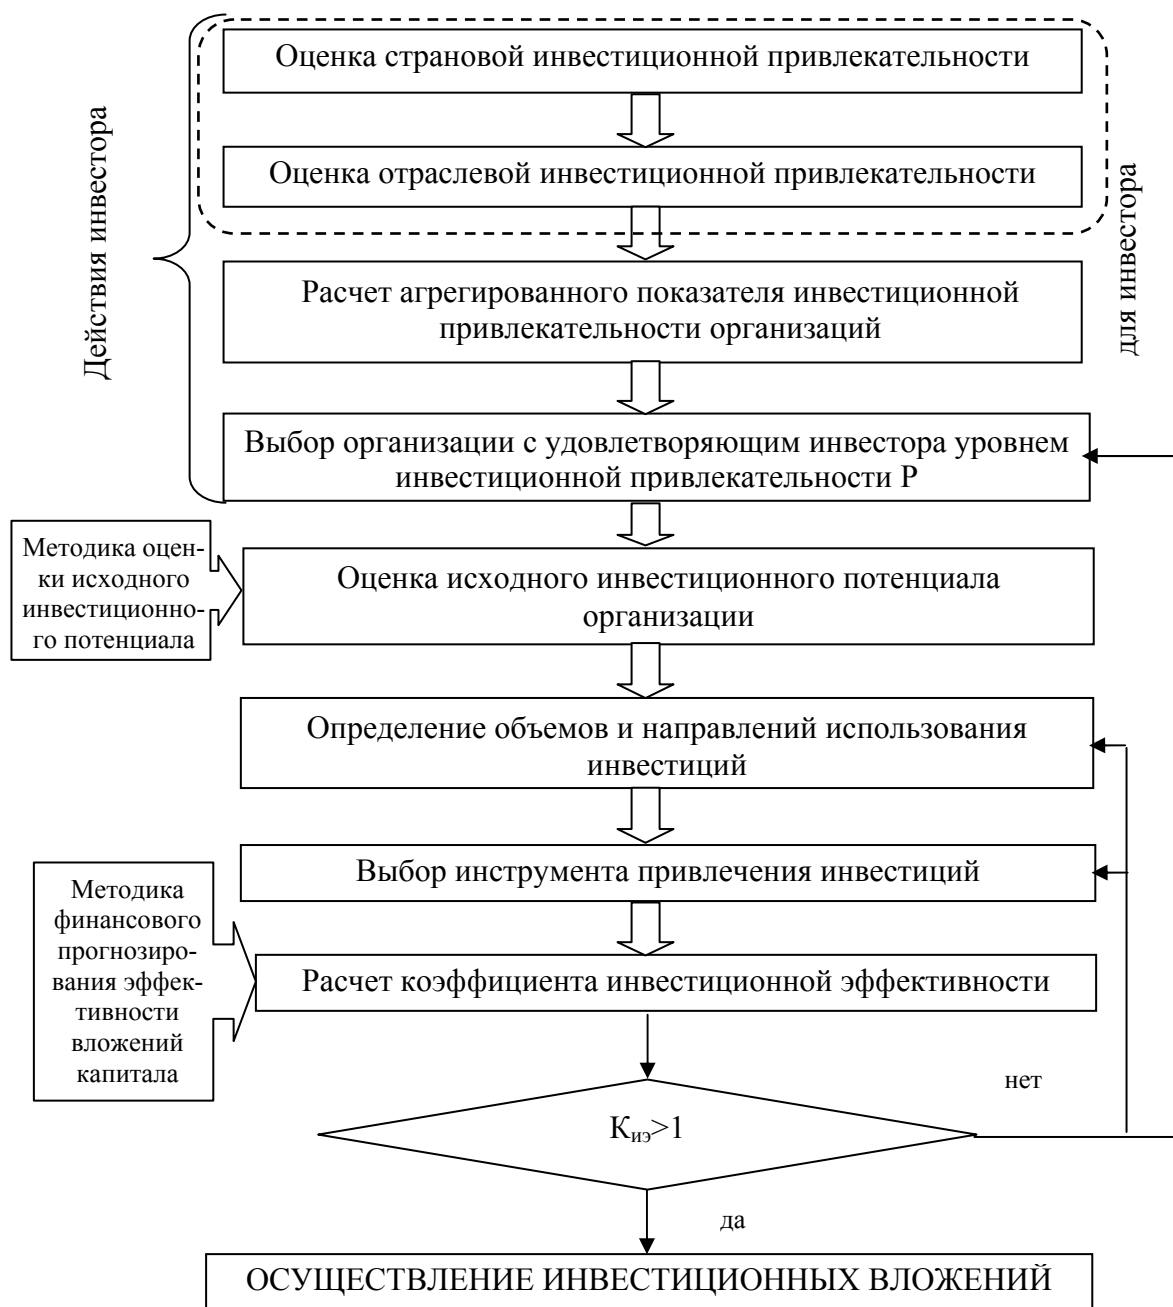 Оценка страновой инвестиционной привлекательности
Оценка отраслевой инвестиционной привлекательности
Действия инвестора
для инвестора
Расчет агрегированного показателя инвестиционной
привлекательности организаций
Выбор организации с удовлетворяющим инвестора уровнем
инвестиционной привлекательности P
Методика оцен-
ки исходного
инвестиционно-
го потенциала
Оценка исходного инвестиционного потенциала
организации
Определение объемов и направлений использования
инвестиций
Выбор инструмента привлечения инвестиций
Методика
финансового
прогнозиро-
вания эффек-
тивности
вложений
капитала
Расчет коэффициента инвестиционной эффективности
нет
Киэ>1
да
ОСУЩЕСТВЛЕНИЕ ИНВЕСТИЦИОННЫХ ВЛОЖЕНИЙ